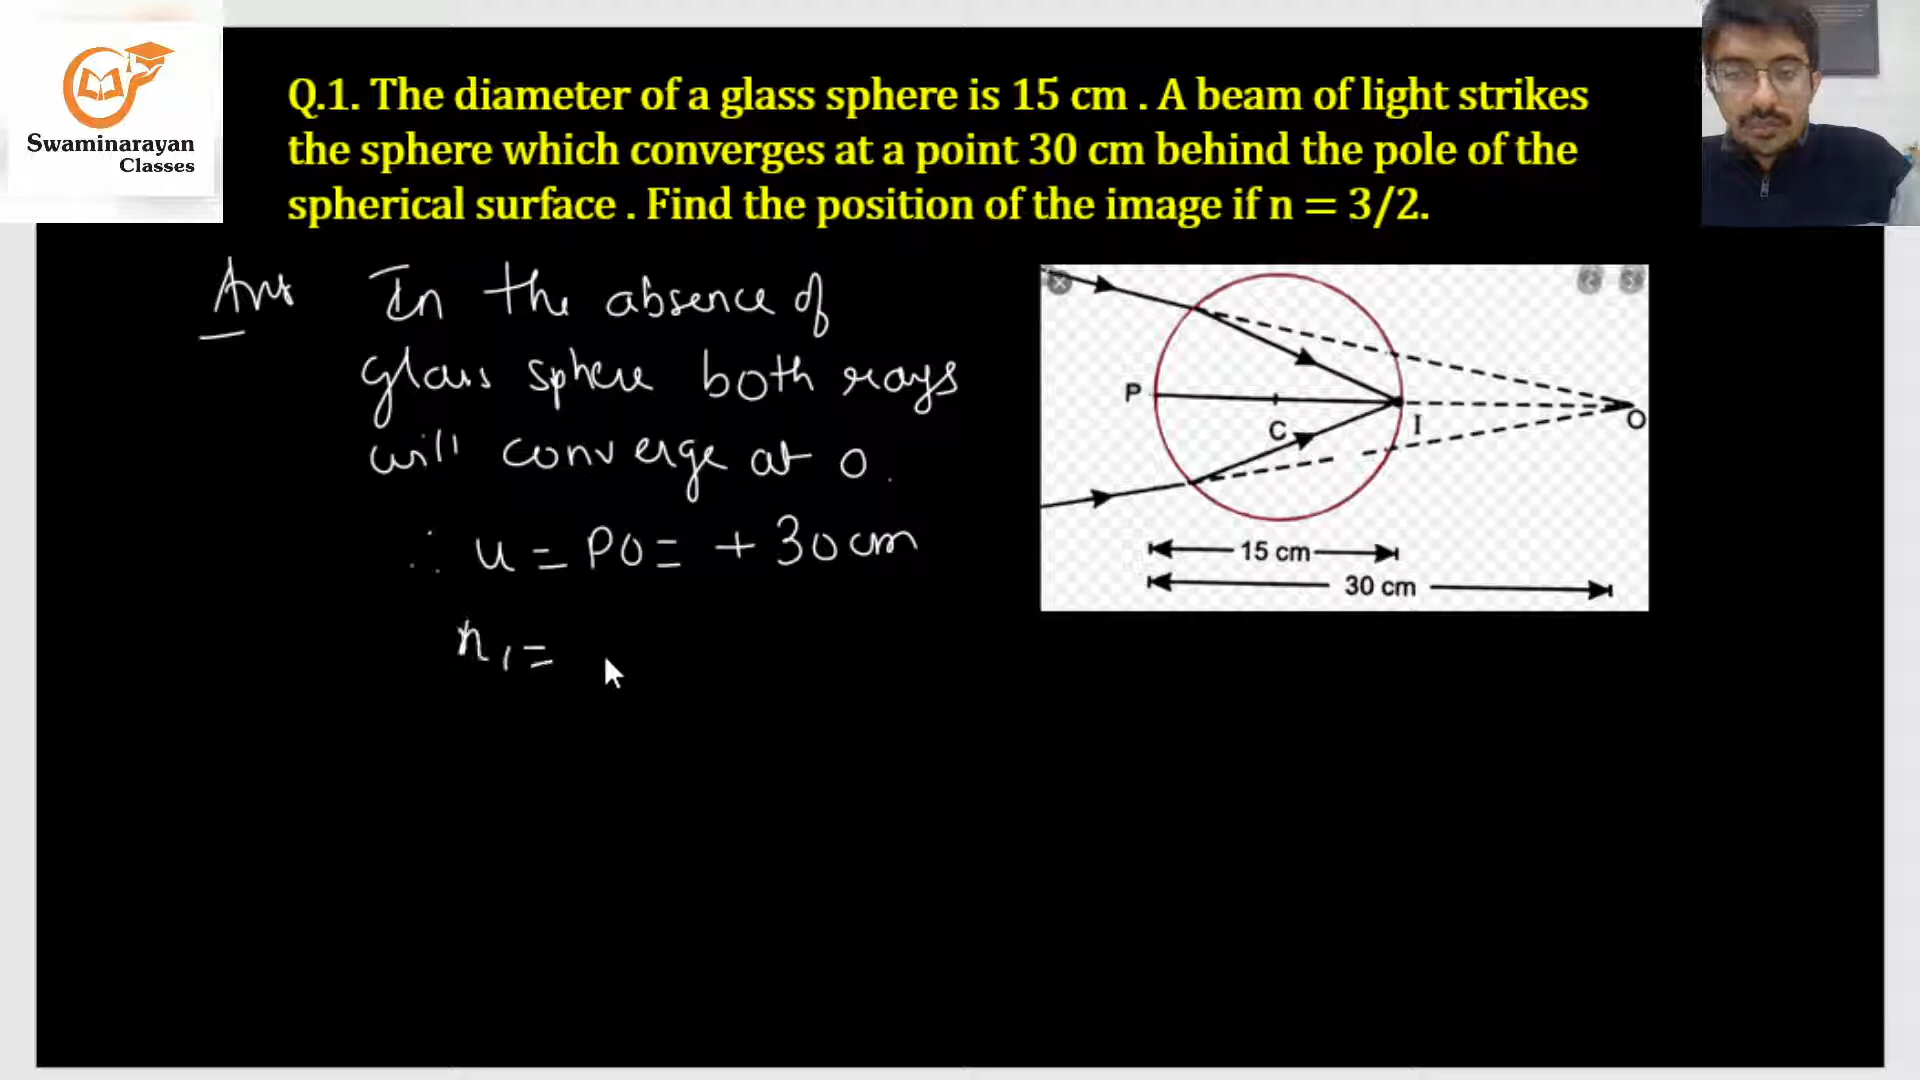 Swaminarayan
Classes
Q.1. The diameter of a glass sphere is 15 cm . A beam of light strikes
the sphere which converges at a point 30 cm behind the pole of the
spherical surface . Find the position of the image if n = 3/2.
Ans In the absence of
glass sphere both rays
will converge at O.
∴ u = PO = + 30 cm
n₁ =
P
C
I
O
15 cm
30 cm